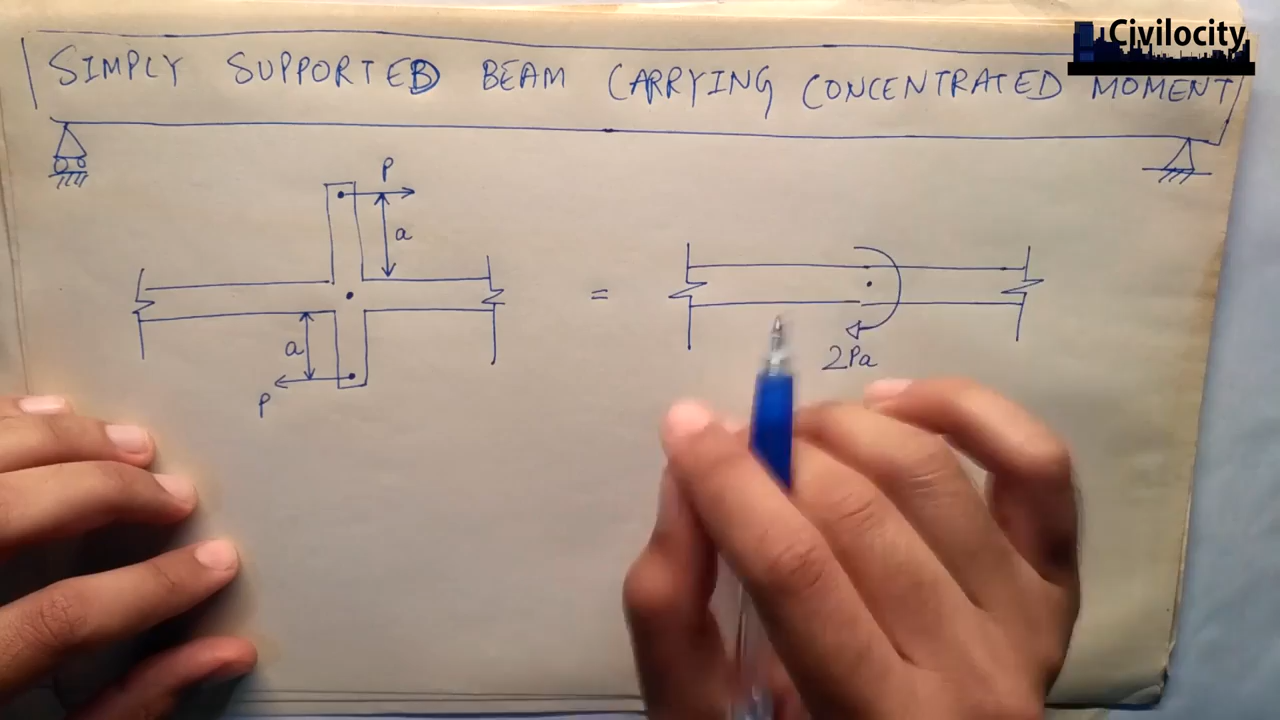 Civilocity
SIMPLY SUPPORTED BEAM CARRYING CONCENTRATED MOMENT
P
a
a
P
=
2Pa